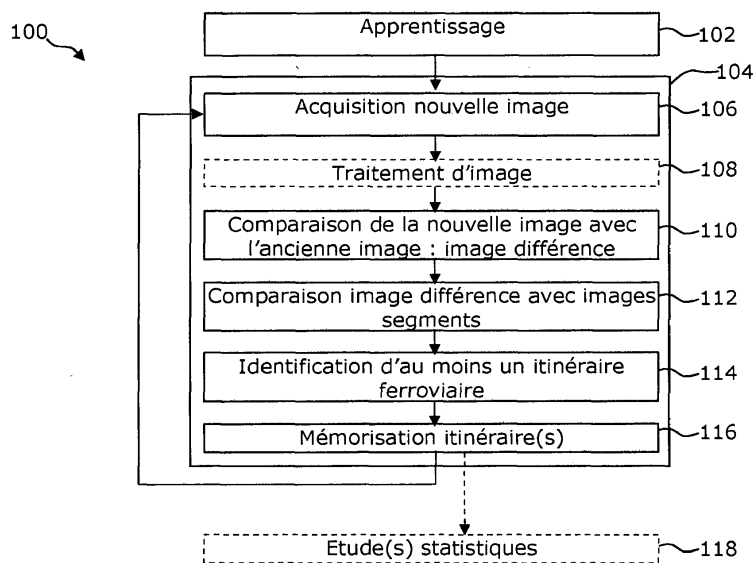 100
Apprentissage
102
104
Acquisition nouvelle image
106
Traitement d'image
108
Comparaison de la nouvelle image avec
l'ancienne image : image différence
110
Comparaison image différence avec images
segments
112
Identification d'au moins un itinéraire
ferroviaire
114
Mémorisation itinéraire(s)
116
Etude(s) statistiques
118